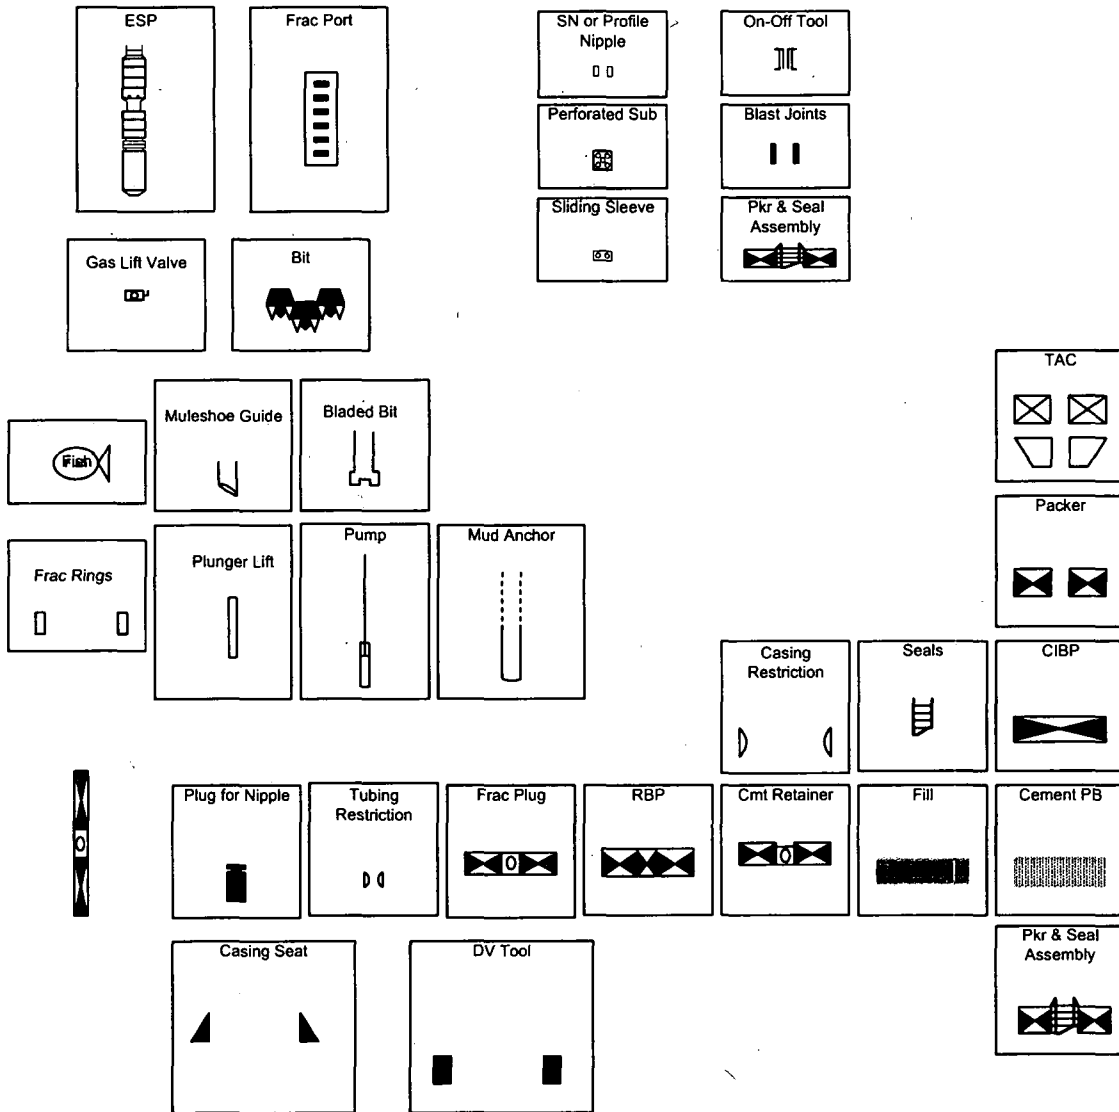 ESP
Frac Port
SN or Profile
Nipple
On-Off Tool
Perforated Sub
Blast Joints
Sliding Sleeve
Pkr & Seal
Assembly
Gas Lift Valve
Bit
TAC
Muleshoe Guide
Bladed Bit
Fish
Packer
Frac Rings
Plunger Lift
Pump
Mud Anchor
Casing
Restriction
Seals
CIBP
Plug for Nipple
Tubing
Restriction
Frac Plug
RBP
Cmt Retainer
Fill
Cement PB
Casing Seat
DV Tool
Pkr & Seal
Assembly